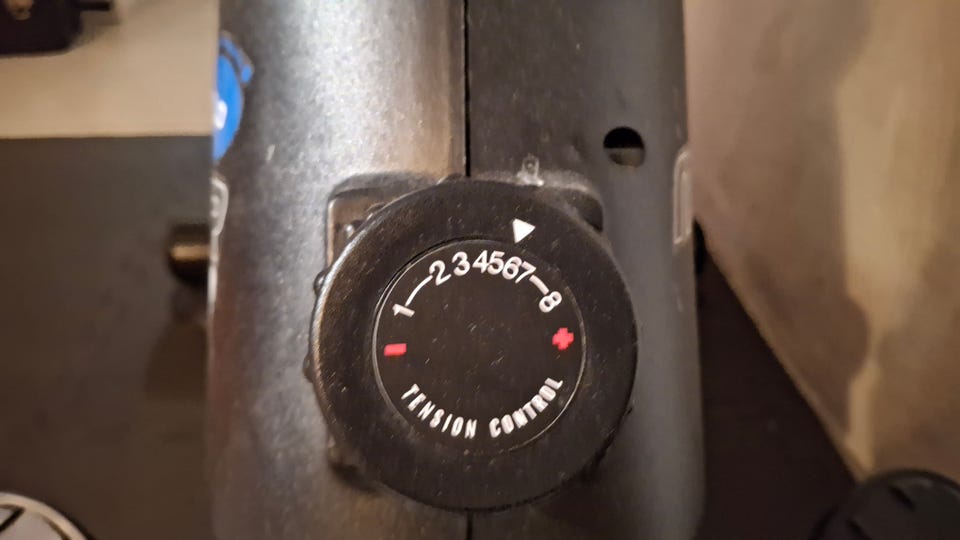 1—2 3 4567—8
- +
TENSION CONTROL